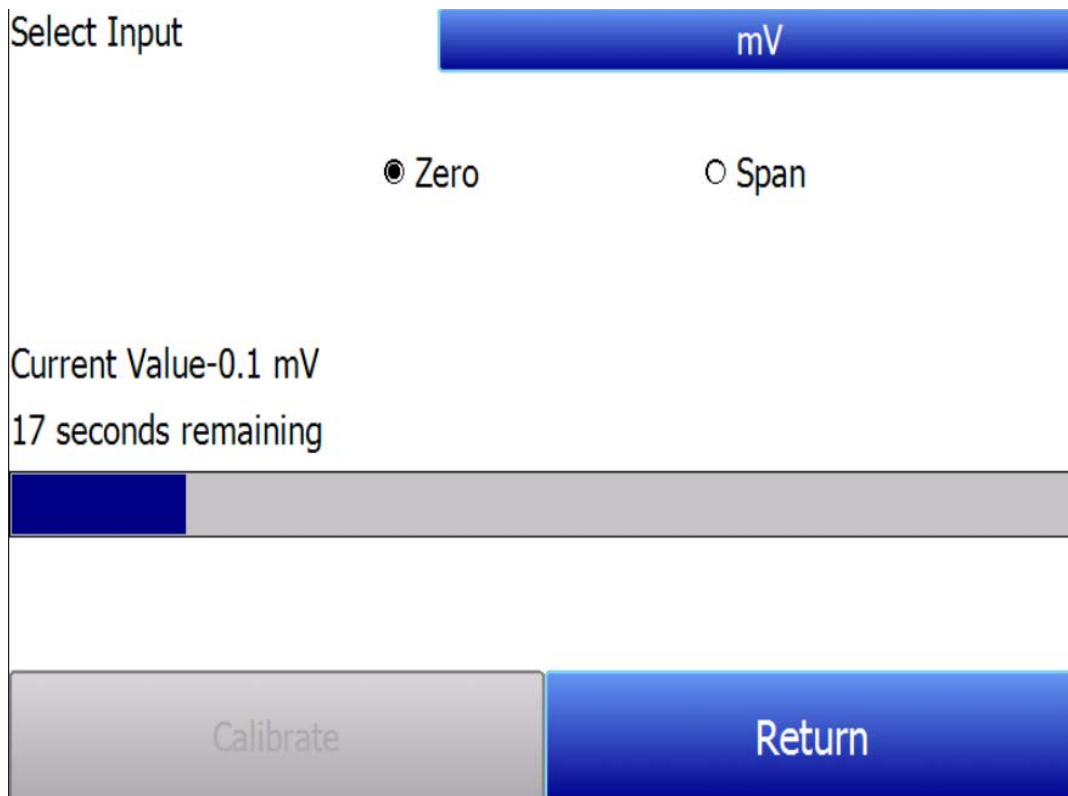 Select Input
mV
Zero
Span
Current Value-0.1 mV
17 seconds remaining
Calibrate
Return